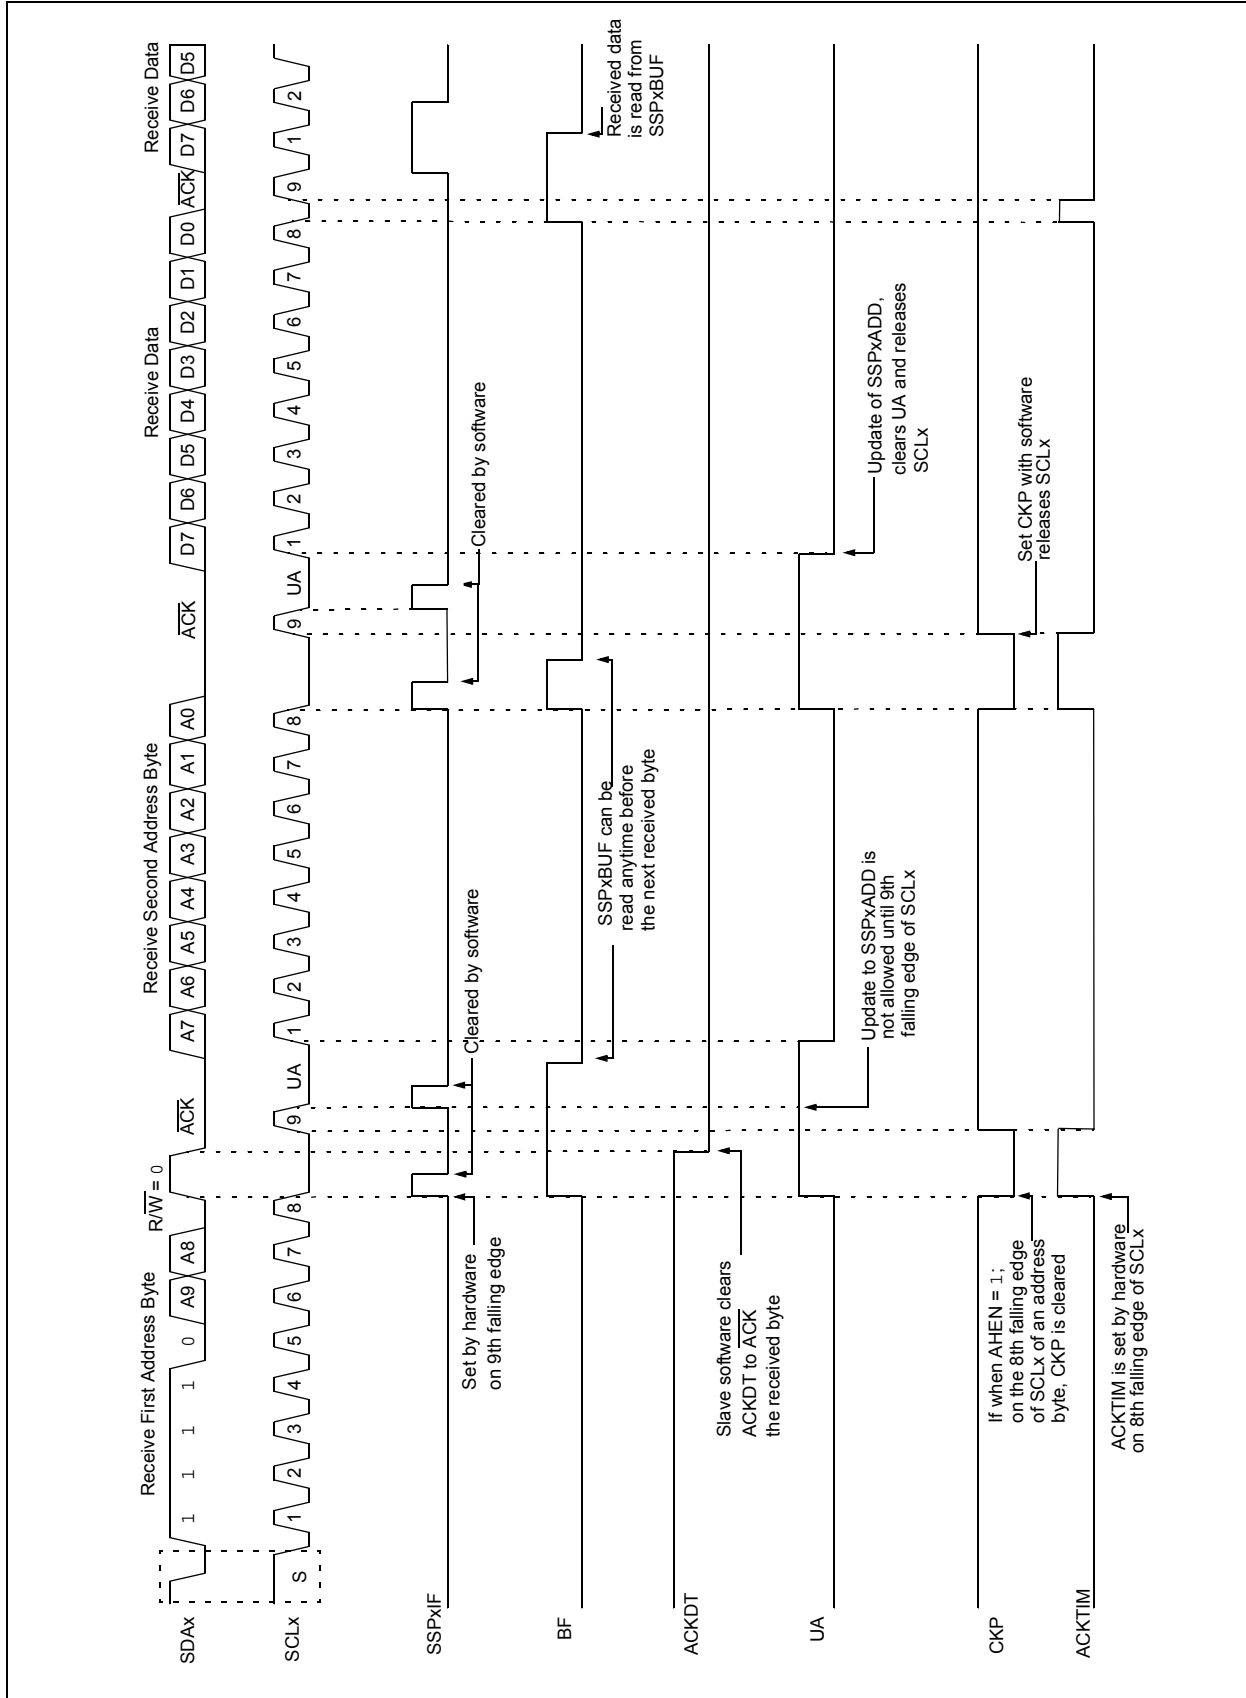 Receive First Address Byte
R/W = 0
Receive Second Address Byte
Receive Data
Receive Data
ACK
ACK
ACK
SDAx
1 1 1 1 0 A9 A8
A7 A6 A5 A4 A3 A2 A1 A0
D7 D6 D5 D4 D3 D2 D1 D0
D7 D6 D5
SCLx
S 1 2 3 4 5 6 7 8 9 UA 1 2 3 4 5 6 7 8 9 UA 1 2 3 4 5 6 7 8 9 1 2
SSPxIF
Set by hardware
on 9th falling edge
Cleared by software
Cleared by software
BF
SSPxBUF can be
read anytime before
the next received byte
Received data
is read from
SSPxBUF
ACKDT
Slave software clears
ACKDT to ACK
the received byte
UA
Update to SSPxADD is
not allowed until 9th
falling edge of SCLx
Update of SSPxADD,
clears UA and releases
SCLx
CKP
If when AHEN = 1;
on the 8th falling edge
of SCLx of an address
byte, CKP is cleared
Set CKP with software
releases SCLx
ACKTIM
ACKTIM is set by hardware
on 8th falling edge of SCLx